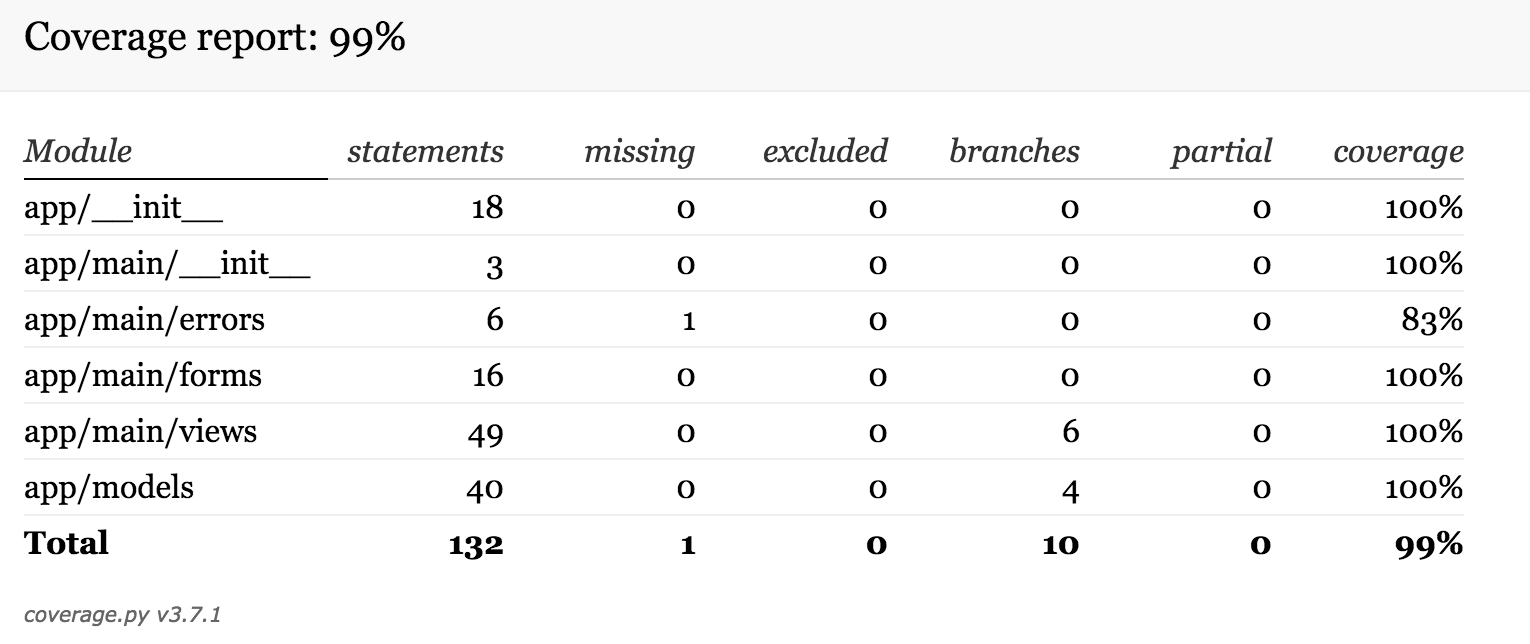 Coverage report: 99%
Module statements missing excluded branches partial coverage
app/__init__ 18 0 0 0 0 100%
app/main/__init__ 3 0 0 0 0 100%
app/main/errors 6 1 0 0 0 83%
app/main/forms 16 0 0 0 0 100%
app/main/views 49 0 0 6 0 100%
app/models 40 0 0 4 0 100%
Total 132 1 0 10 0 99%
coverage.py v3.7.1